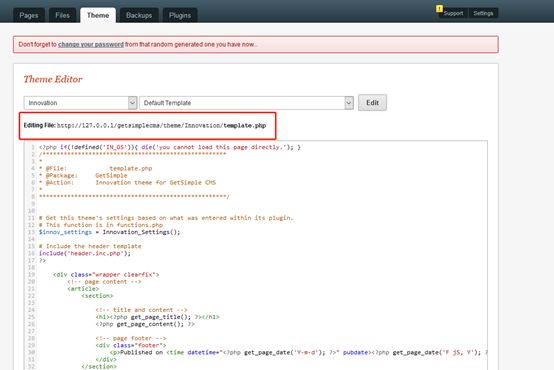 Pages Files Theme Backups Plugins ! Support Settings
Don't forget to change your password from that random generated one you have now...
Theme Editor
Innovation Default Template Edit
Editing File: http://127.0.0.1/getsimplecms/theme/Innovation/template.php
1 <?php if(!defined('IN_GS')){ die('you cannot load this page directly.'); }
2 /****************************************************
3 *
4 * @File: template.php
5 * @Package: GetSimple
6 * @Action: Innovation theme for GetSimple CMS
7 *
8 *****************************************************/
9
10
11 # Get this theme's settings based on what was entered within its plugin.
12 # This function is in functions.php
13 $innov_settings = Innovation_Settings();
14
15 # Include the header template
16 include('header.inc.php');
17 ?>
18
19 <div class="wrapper clearfix">
20 <!-- page content -->
21 <article>
22 <section>
23
24 <!-- title and content -->
25 <h1><?php get_page_title(); ?></h1>
26 <?php get_page_content(); ?>
27
28 <!-- page footer -->
29 <div class="footer">
30 <p>Published on <time datetime="<?php get_page_date('Y-m-d'); ?>" pubdate><?php get_page_date('F jS, Y'); ?
31 </div>
32 </section>